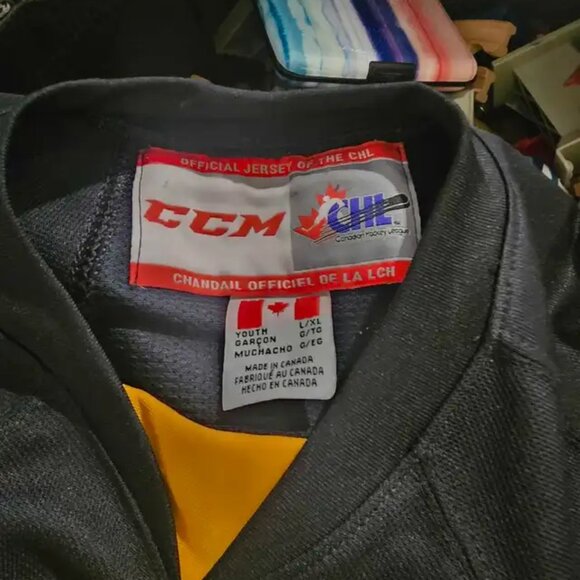 OFFICIAL JERSEY OF THE CHL
CCM
CHL
Canadian Hockey League
CHANDAIL OFFICIEL DE LA LCH
YOUTH L/XL
GARÇON G/TG
MUCHACHO G/EG
MADE IN CANADA
FABRIQUÉ AU CANADA
HECHO EN CANADA